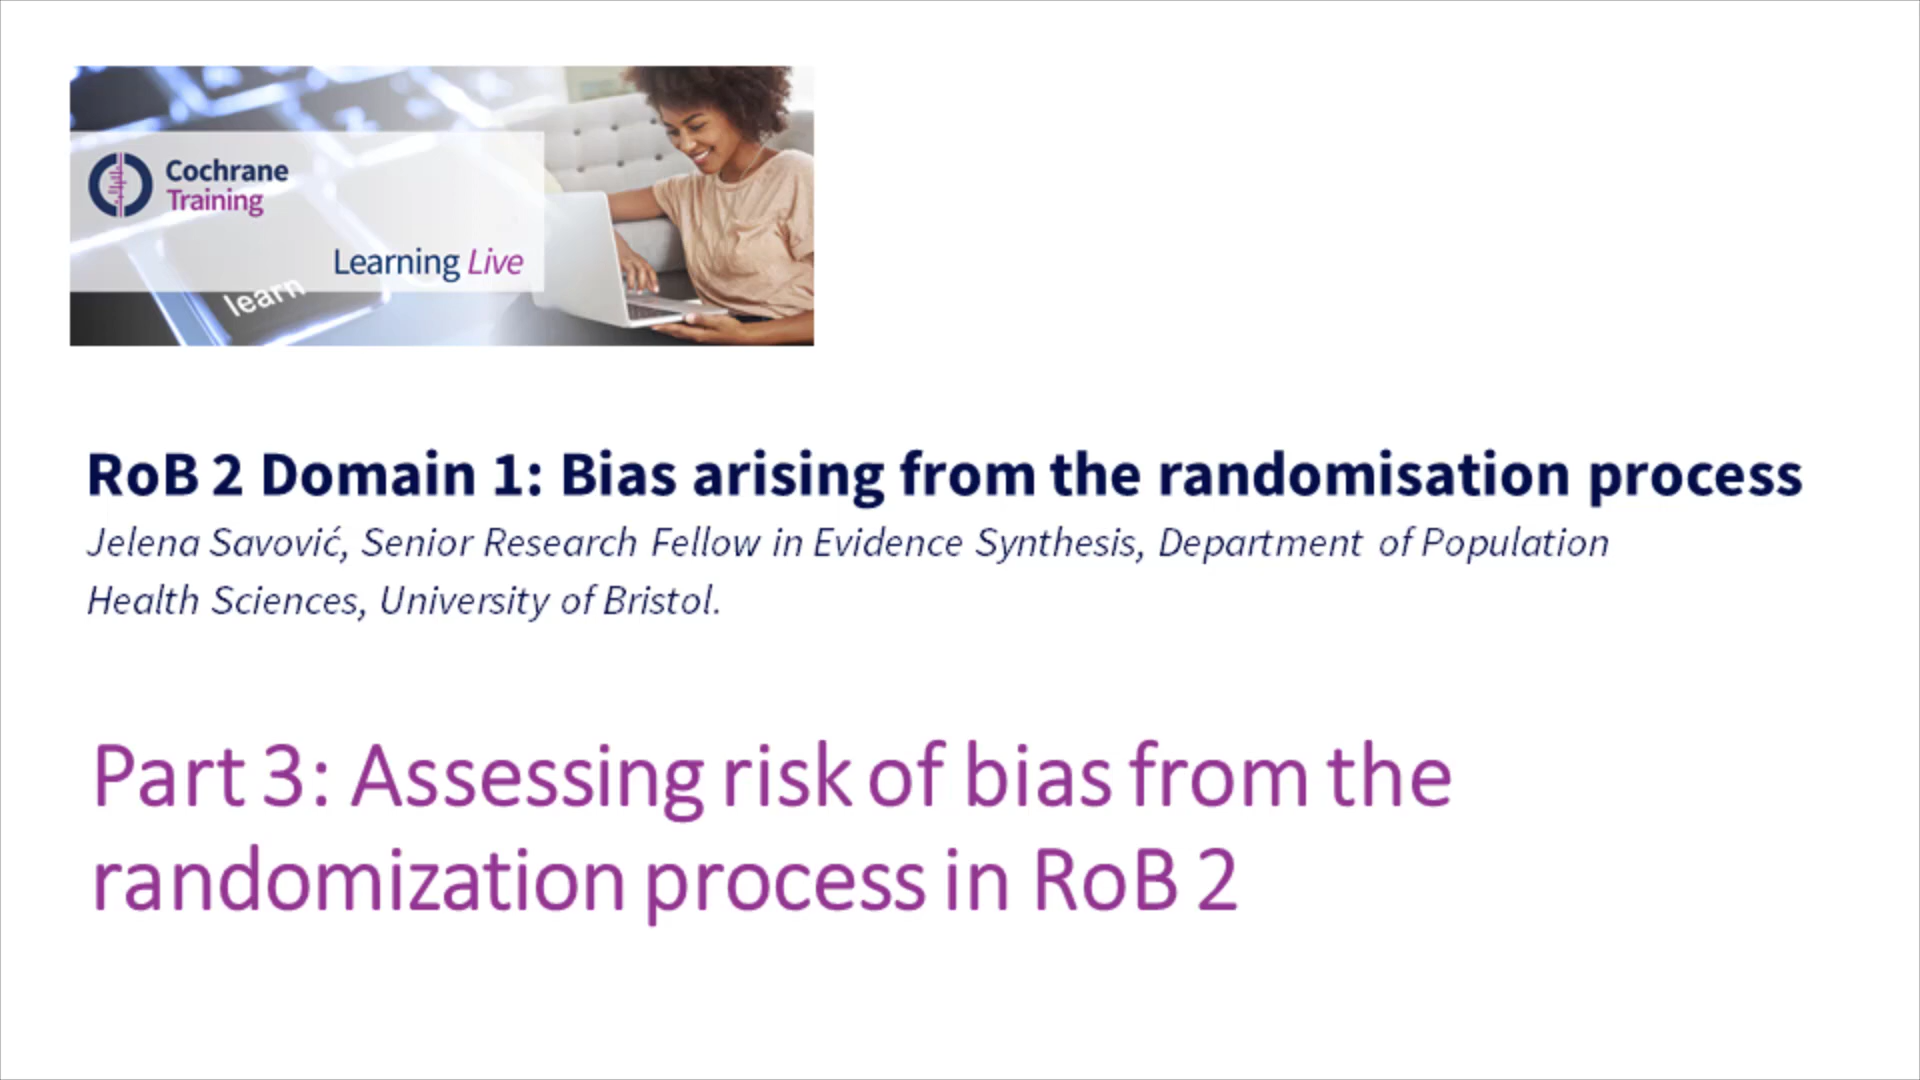 Cochrane
Training
Learning Live
learn
RoB 2 Domain 1: Bias arising from the randomisation process
Jelena Savović, Senior Research Fellow in Evidence Synthesis, Department of Population
Health Sciences, University of Bristol.
Part 3: Assessing risk of bias from the
randomization process in RoB 2